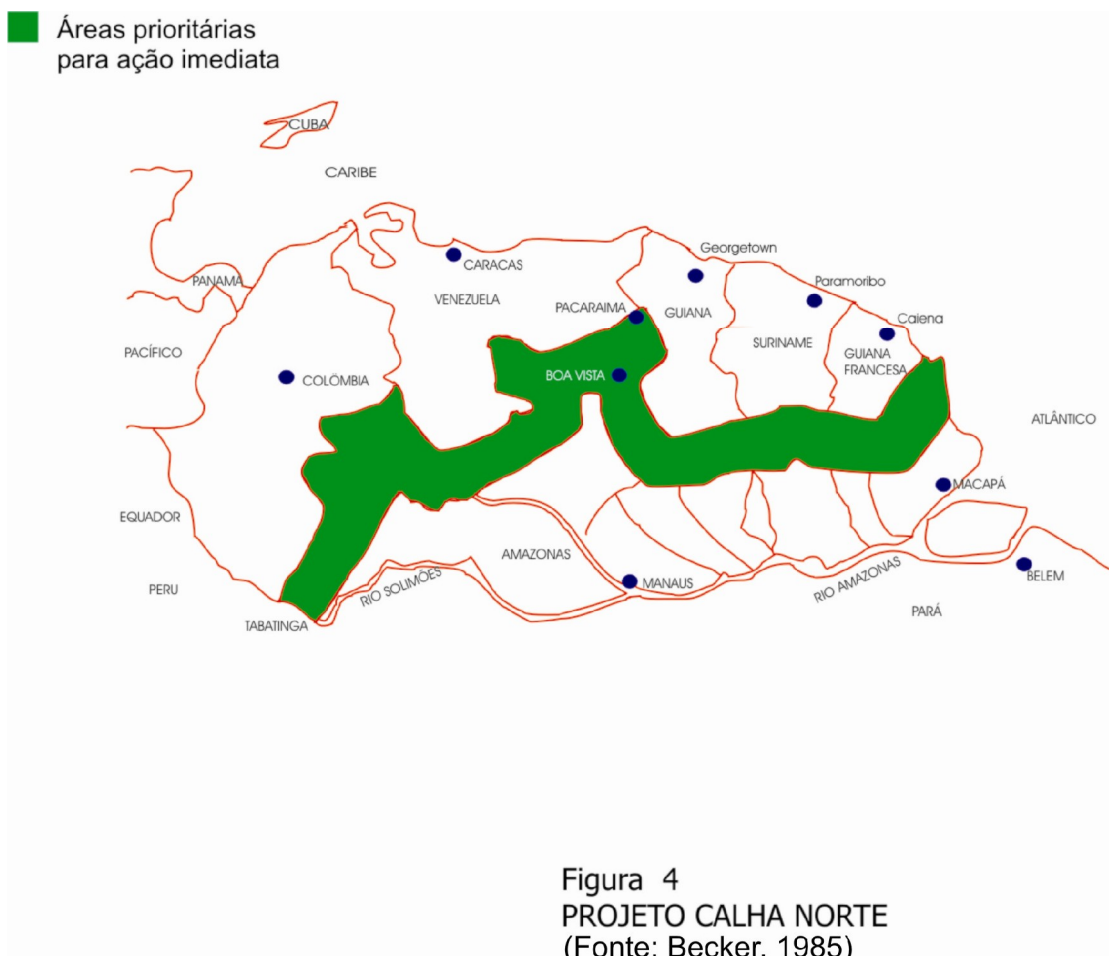 Áreas prioritárias
para ação imediata
CUBA
CARIBE
Georgetown
CARACAS
PANAMÁ
Paramoribo
VENEZUELA
PACARAIMA
GUIANA
Caiena
PACÍFICO
SURINAME
GUIANA
FRANCESA
COLÔMBIA
BOA VISTA
ATLÂNTICO
MACAPÁ
EQUADOR
AMAZONAS
PERU
RIO SOLIMÕES
MANAUS
RIO AMAZONAS
BELEM
PARÁ
TABATINGA
Figura 4
PROJETO CALHA NORTE
(Fonte: Becker, 1985)